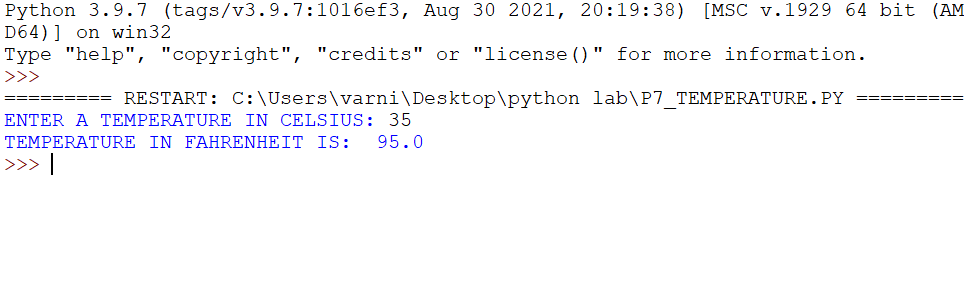 Python 3.9.7 (tags/v3.9.7:1016ef3, Aug 30 2021, 20:19:38) [MSC v.1929 64 bit (AM
D64)] on win32
Type "help", "copyright", "credits" or "license()" for more information.
>>>
========= RESTART: C:\Users\varni\Desktop\python lab\P7_TEMPERATURE.PY =========
ENTER A TEMPERATURE IN CELSIUS: 35
TEMPERATURE IN FAHRENHEIT IS:  95.0
>>>